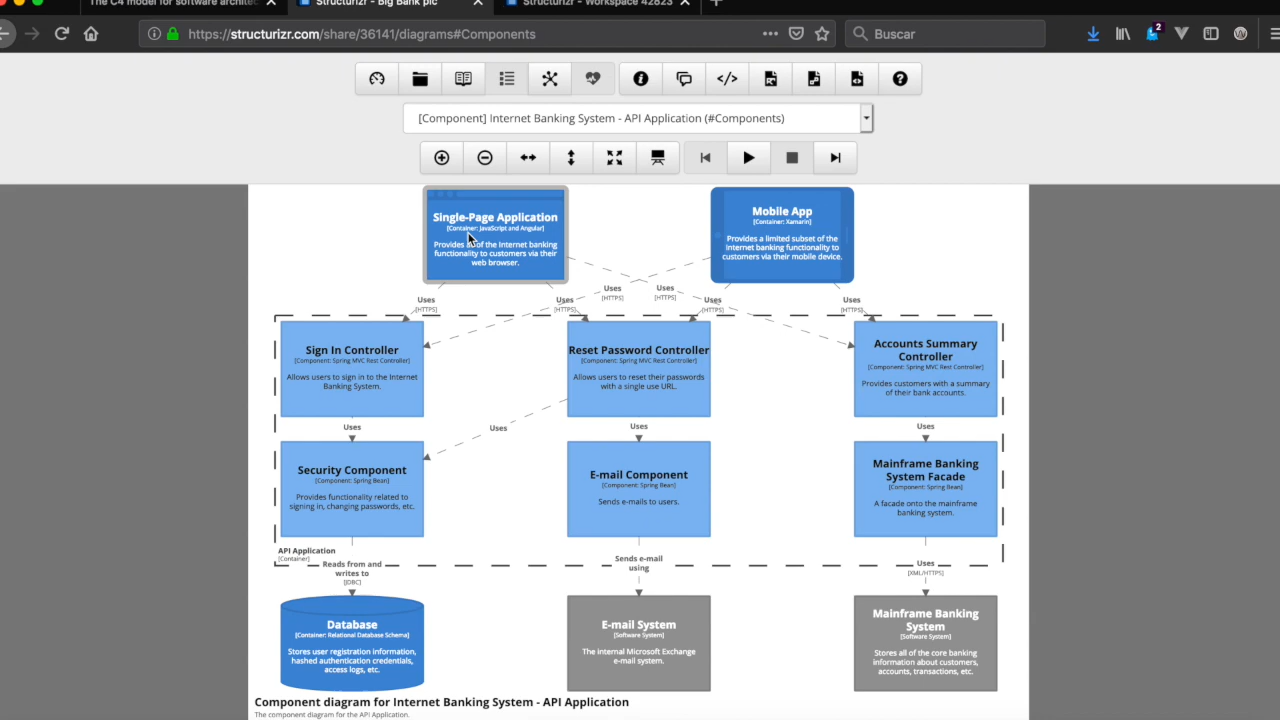 The C4 model for software architec
Structurizr - Big Bank plc
Structurizr - Workspace 42823
https://structurizr.com/share/36141/diagrams#Components
Buscar
2
[Component] Internet Banking System - API Application (#Components)
Single-Page Application
[Container: JavaScript and Angular]
Provides all of the Internet banking
functionality to customers via their
web browser.
Mobile App
[Container: Xamarin]
Provides a limited subset of the
Internet banking functionality to
customers via their mobile device.
Uses
[HTTPS]
Uses
[HTTPS]
Uses
[HTTPS]
Uses
[HTTPS]
Uses
[HTTPS]
Uses
[HTTPS]
Sign In Controller
[Component: Spring MVC Rest Controller]
Allows users to sign in to the Internet
Banking System.
Reset Password Controller
[Component: Spring MVC Rest Controller]
Allows users to reset their passwords
with a single use URL.
Accounts Summary
Controller
[Component: Spring MVC Rest Controller]
Provides customers with a summary
of their bank accounts.
Uses
Uses
Uses
Uses
Security Component
[Component: Spring Bean]
Provides functionality related to
signing in, changing passwords, etc.
E-mail Component
[Component: Spring Bean]
Sends e-mails to users.
Mainframe Banking
System Facade
[Component: Spring Bean]
A facade onto the mainframe
banking system.
API Application
[Container]
Reads from and
writes to
[JDBC]
Sends e-mail
using
Uses
[XML/HTTPS]
Database
[Container: Relational Database Schema]
Stores user registration information,
hashed authentication credentials,
access logs, etc.
E-mail System
[Software System]
The internal Microsoft Exchange
e-mail system.
Mainframe Banking
System
[Software System]
Stores all of the core banking
information about customers,
accounts, transactions, etc.
Component diagram for Internet Banking System - API Application
The component diagram for the API Application.